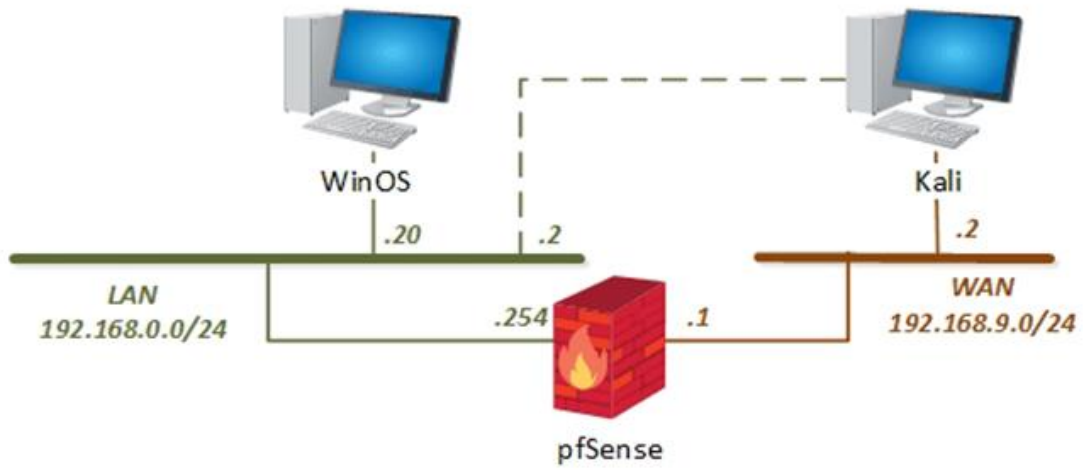 WinOS
Kali
.20
.2
.2
LAN
192.168.0.0/24
.254
.1
WAN
192.168.9.0/24
pfSense